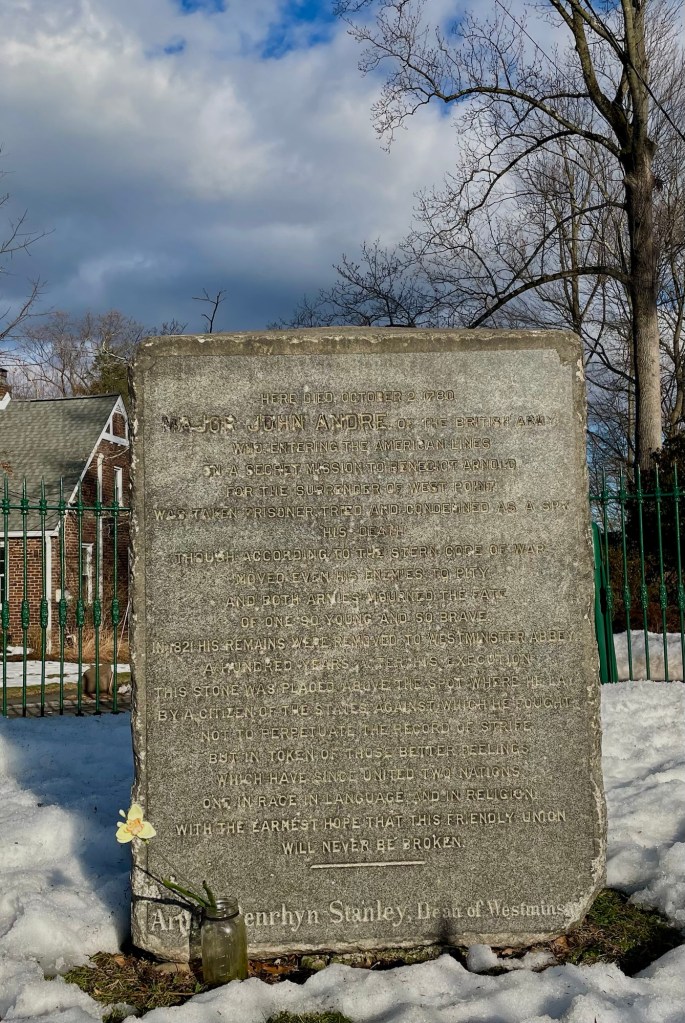 HERE DIED, OCTOBER 2, 1780,
MAJOR JOHN ANDRE OF THE BRITISH ARMY,
WHO, ENTERING THE AMERICAN LINES
ON A SECRET MISSION TO BENEDICT ARNOLD,
FOR THE SURRENDER OF WEST POINT,
WAS TAKEN PRISONER, TRIED AND CONDEMNED AS A SPY.
HIS DEATH,
THOUGH ACCORDING TO THE STERN CODE OF WAR,
MOVED EVEN HIS ENEMIES TO PITY;
AND BOTH ARMIES MOURNED THE FATE
OF ONE SO YOUNG AND SO BRAVE.
IN 1821 HIS REMAINS WERE REMOVED TO WESTMINSTER ABBEY.
A HUNDRED YEARS AFTER HIS EXECUTION
THIS STONE WAS PLACED ABOVE THE SPOT WHERE HE LAY
BY A CITIZEN OF THE STATES AGAINST WHICH HE FOUGHT,
NOT TO PERPETUATE THE RECORD OF STRIFE,
BUT IN TOKEN OF THOSE BETTER FEELINGS
WHICH HAVE SINCE UNITED TWO NATIONS,
ONE IN RACE, IN LANGUAGE, AND IN RELIGION,
WITH THE EARNEST HOPE THAT THIS FRIENDLY UNION
WILL NEVER BE BROKEN.
Penrhyn Stanley, Dean of Westminster